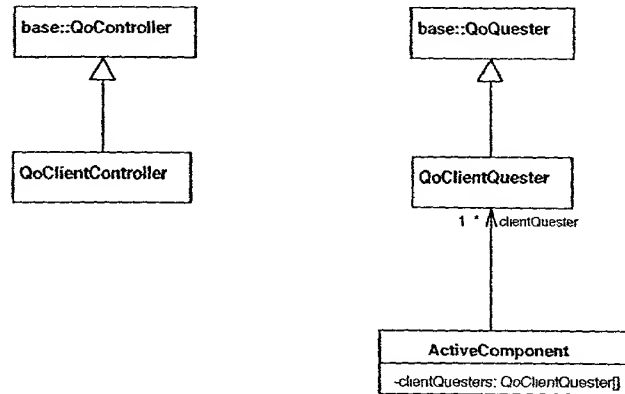 base::QoController
base::QoQuester
QoClientController
QoClientQuester
1 * clientQuester
ActiveComponent
-clientQuesters: QoClientQuester[]